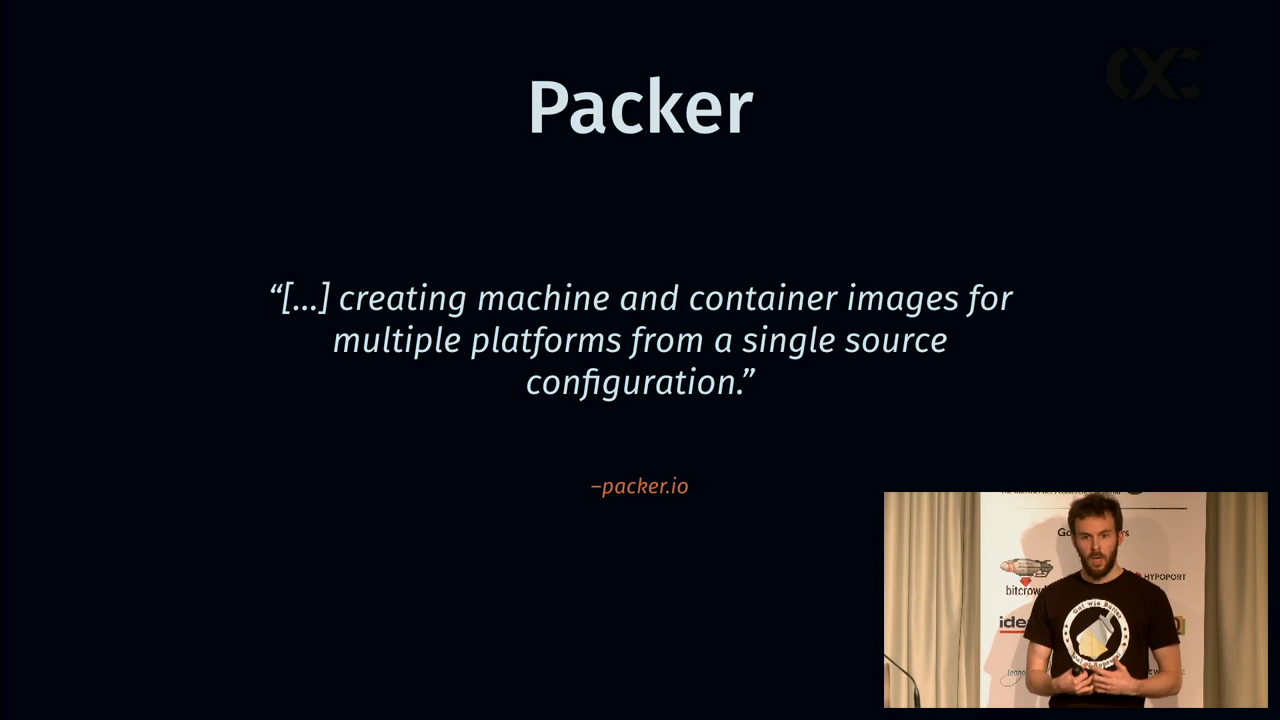 Packer
“[…] creating machine and container images for
multiple platforms from a single source
configuration.”
–packer.io
bitcrowd
HYPOPORT